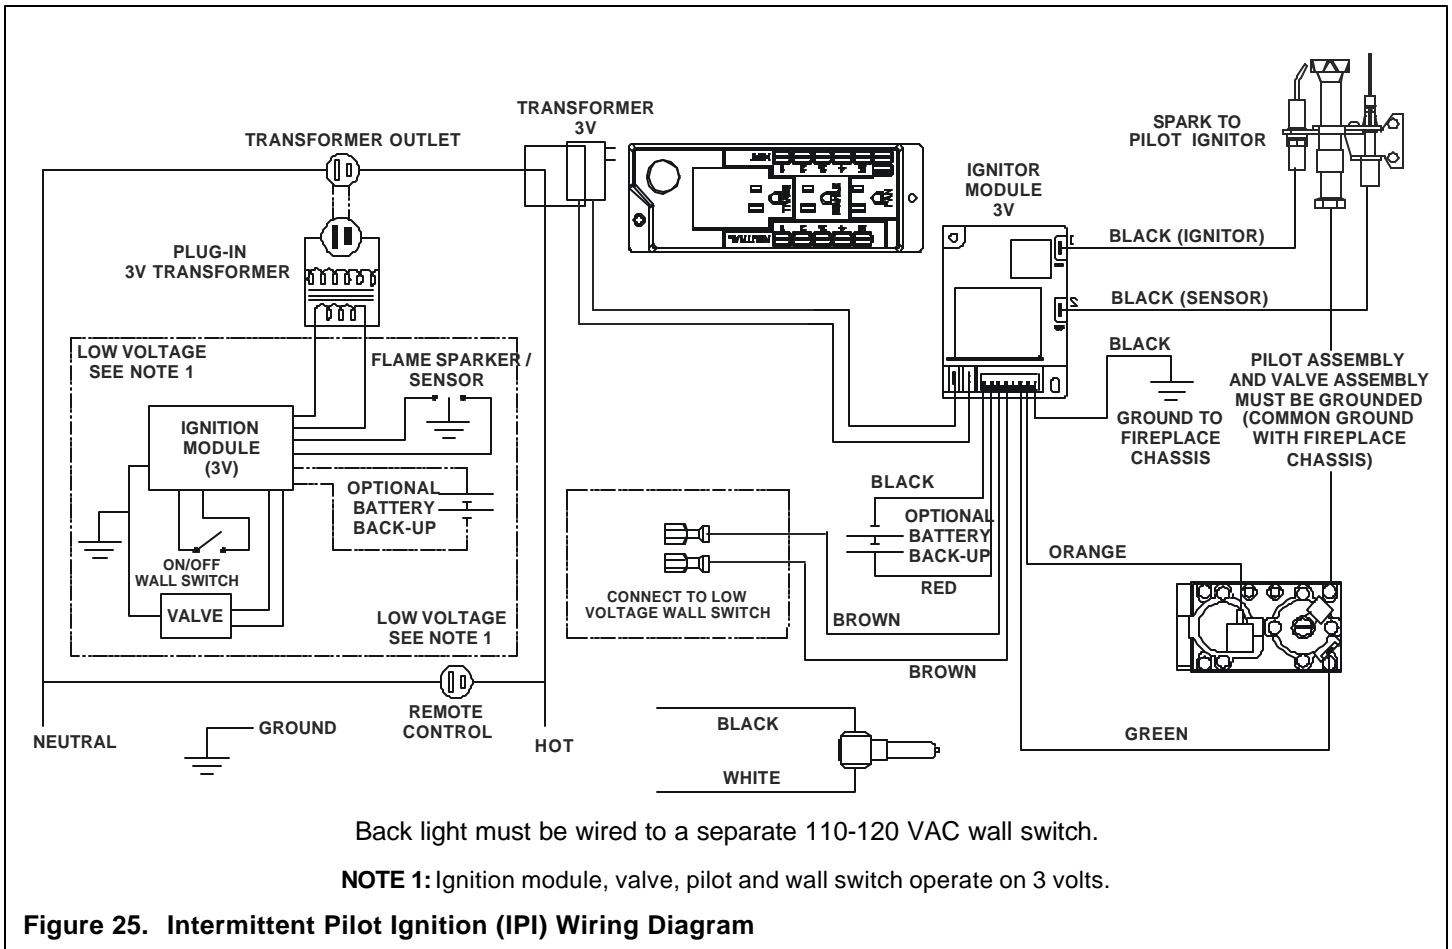 TRANSFORMER
3V
TRANSFORMER OUTLET
SPARK TO
PILOT IGNITOR
IGNITOR
MODULE
3V
PLUG-IN
3V TRANSFORMER
BLACK (IGNITOR)
BLACK (SENSOR)
LOW VOLTAGE
SEE NOTE 1
FLAME SPARKER /
SENSOR
BLACK
PILOT ASSEMBLY
AND VALVE ASSEMBLY
MUST BE GROUNDED
(COMMON GROUND
WITH FIREPLACE
CHASSIS)
GROUND TO
FIREPLACE
CHASSIS
IGNITION
MODULE
(3V)
OPTIONAL
BATTERY
BACK-UP
BLACK
OPTIONAL
BATTERY
BACK-UP
RED
ORANGE
ON/OFF
WALL SWITCH
VALVE
CONNECT TO LOW
VOLTAGE WALL SWITCH
LOW VOLTAGE
SEE NOTE 1
BROWN
BROWN
REMOTE
CONTROL
NEUTRAL
GROUND
HOT
BLACK
WHITE
GREEN
Back light must be wired to a separate 110-120 VAC wall switch.
NOTE 1: Ignition module, valve, pilot and wall switch operate on 3 volts.
Figure 25. Intermittent Pilot Ignition (IPI) Wiring Diagram